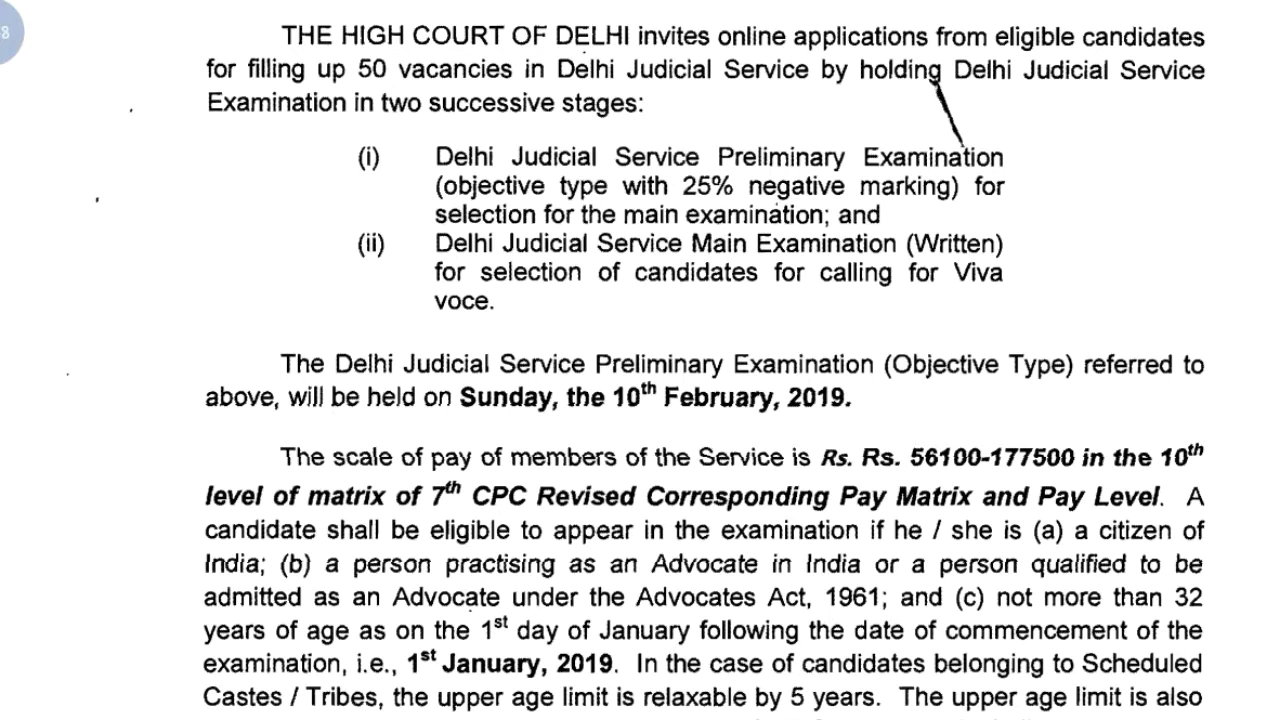 8
THE HIGH COURT OF DELHI invites online applications from eligible candidates
for filling up 50 vacancies in Delhi Judicial Service by holding Delhi Judicial Service
Examination in two successive stages:
(i) Delhi Judicial Service Preliminary Examination
(objective type with 25% negative marking) for
selection for the main examination; and
(ii) Delhi Judicial Service Main Examination (Written)
for selection of candidates for calling for Viva
voce.
The Delhi Judicial Service Preliminary Examination (Objective Type) referred to
above, will be held on Sunday, the 10th February, 2019.
The scale of pay of members of the Service is Rs. Rs. 56100-177500 in the 10th
level of matrix of 7th CPC Revised Corresponding Pay Matrix and Pay Level. A
candidate shall be eligible to appear in the examination if he / she is (a) a citizen of
India; (b) a person practising as an Advocate in India or a person qualified to be
admitted as an Advocate under the Advocates Act, 1961; and (c) not more than 32
years of age as on the 1st day of January following the date of commencement of the
examination, i.e., 1st January, 2019. In the case of candidates belonging to Scheduled
Castes / Tribes, the upper age limit is relaxable by 5 years. The upper age limit is also